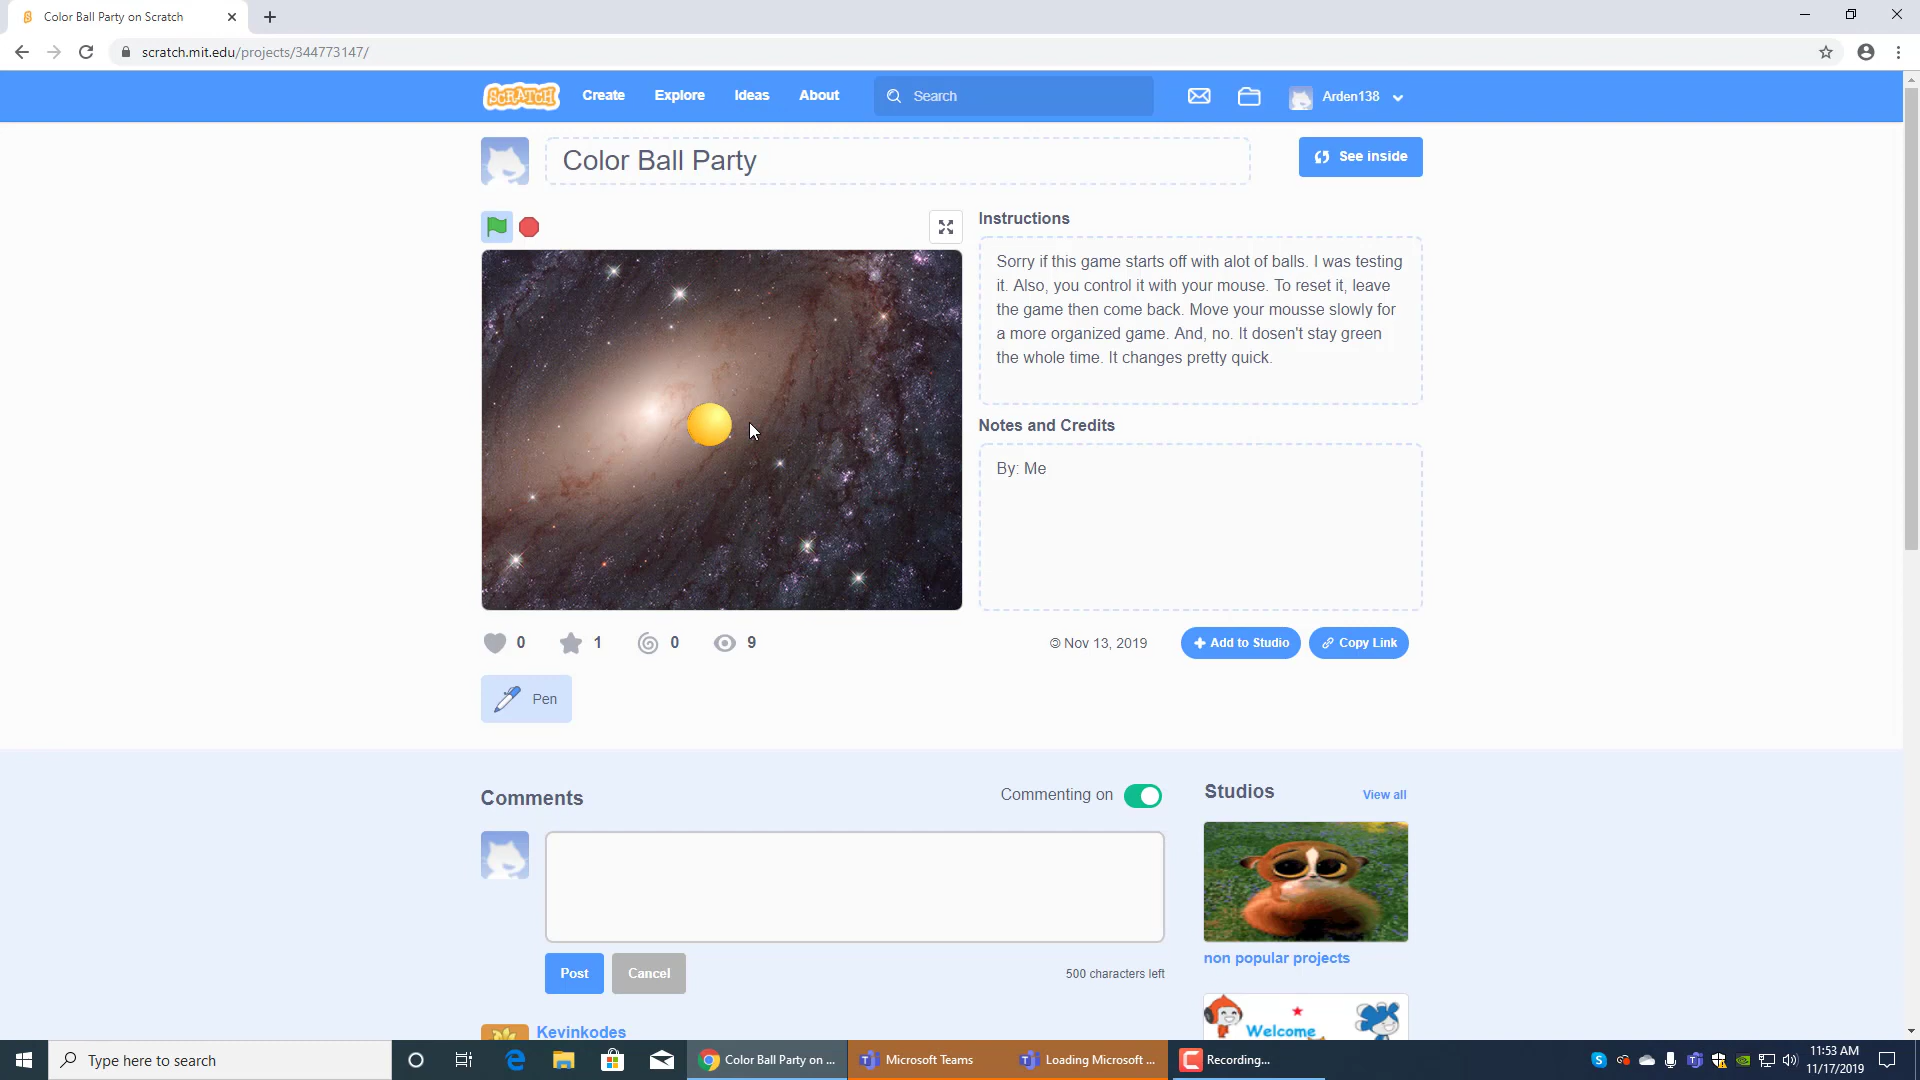 Color Ball Party on Scratch
scratch.mit.edu/projects/344773147/
SCRATCH
Create
Explore
Ideas
About
Search
Arden138
Color Ball Party
See inside
Instructions
Sorry if this game starts off with alot of balls. I was testing
it. Also, you control it with your mouse. To reset it, leave
the game then come back. Move your mousse slowly for
a more organized game. And, no. It dosen't stay green
the whole time. It changes pretty quick.
Notes and Credits
By: Me
0
1
0
9
© Nov 13, 2019
Add to Studio
Copy Link
Pen
Comments
Commenting on
Studios
View all
non popular projects
Post
Cancel
500 characters left
Kevinkodes
Welcome
Type here to search
Color Ball Party on ...
Microsoft Teams
Loading Microsoft ...
Recording...
11:53 AM
11/17/2019